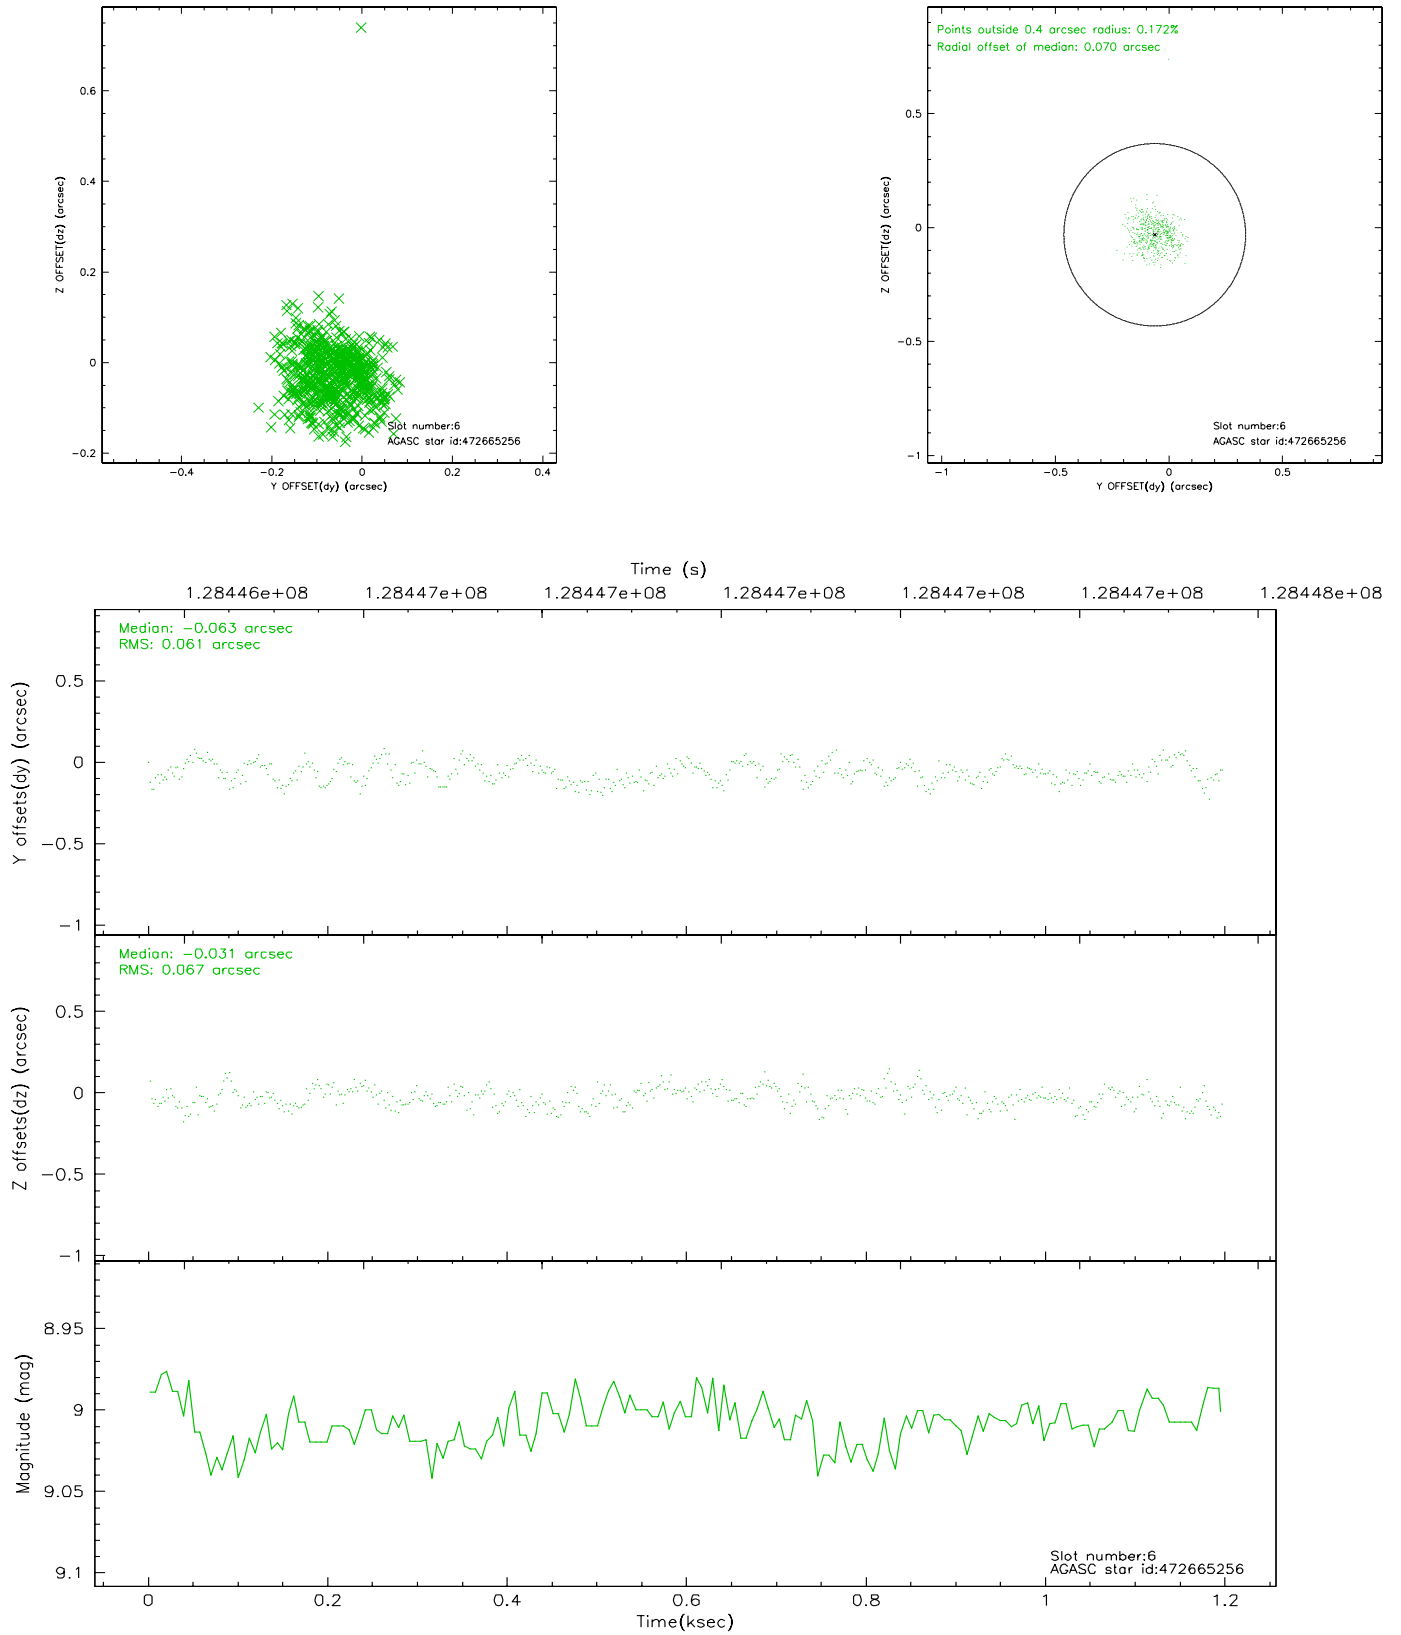 0.6
0.4
0.2
0
−0.2
−0.4
−0.2
0
0.2
0.4
Z OFFSET(dz) (arcsec)
Y OFFSET(dy) (arcsec)
Slot number:6
AGASC star id:472665256
Points outside 0.4 arcsec radius: 0.172%
Radial offset of median: 0.070 arcsec
0.5
0
−0.5
−1
−1
−0.5
0
0.5
Z OFFSET(dz) (arcsec)
Y OFFSET(dy) (arcsec)
Slot number:6
AGASC star id:472665256
Time (s)
1.28446e+08 1.28447e+08 1.28447e+08 1.28447e+08 1.28447e+08 1.28447e+08 1.28448e+08
Median: −0.063 arcsec
RMS: 0.061 arcsec
0.5
0
−0.5
−1
Y offsets(dy) (arcsec)
Median: −0.031 arcsec
RMS: 0.067 arcsec
0.5
0
−0.5
−1
Z offsets(dz) (arcsec)
8.95
9
9.05
9.1
Magnitude (mag)
Slot number:6
AGASC star id:472665256
0 0.2 0.4 0.6 0.8 1 1.2
Time(ksec)